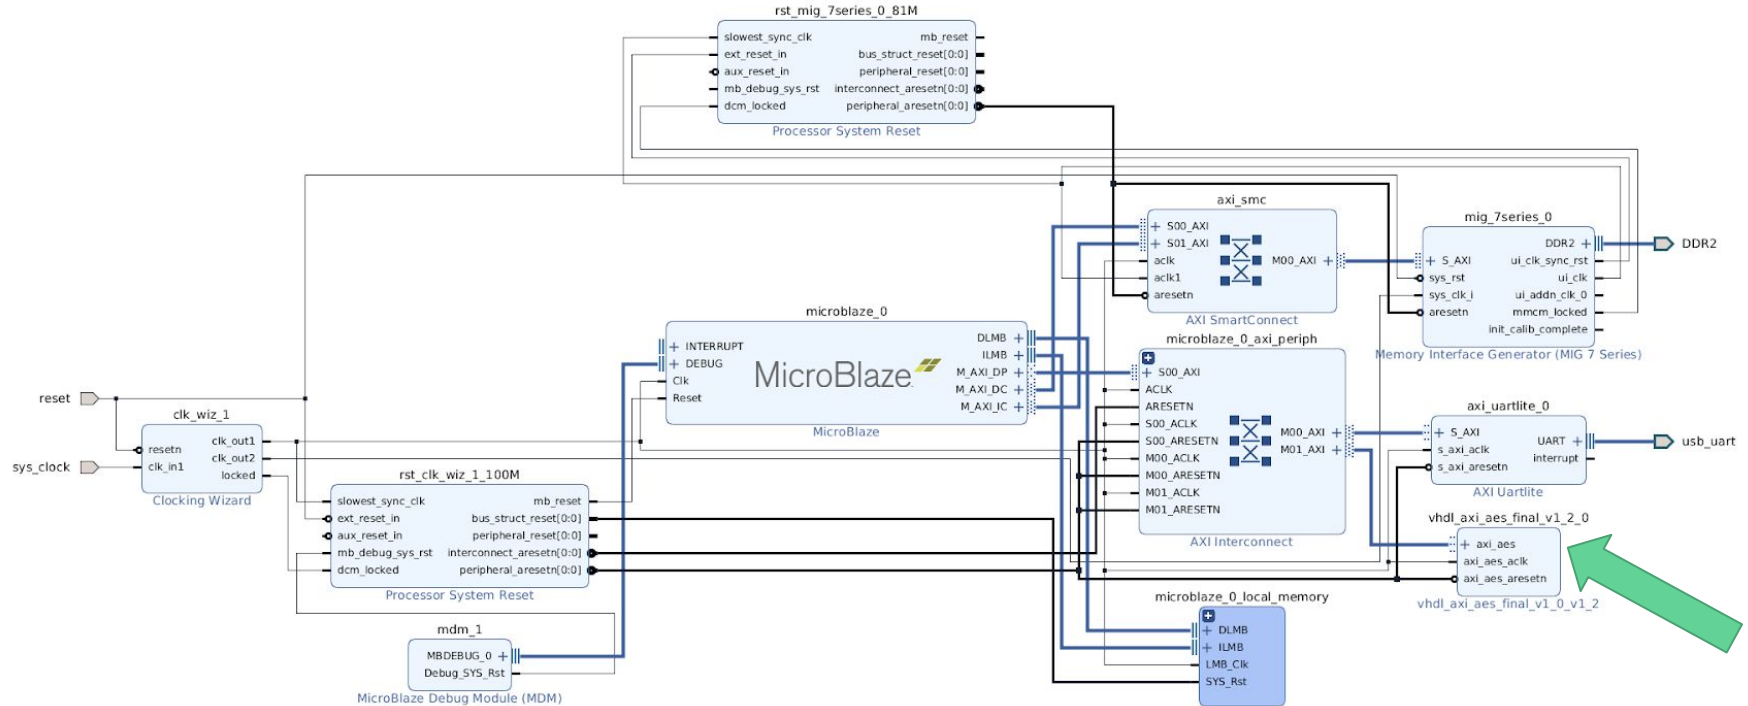 rst_mig_7series_0_81M
slowest_sync_clk mb_reset
ext_reset_in bus_struct_reset[0:0]
aux_reset_in peripheral_reset[0:0]
mb_debug_sys_rst interconnect_aresetn[0:0]
dcm_locked peripheral_aresetn[0:0]
Processor System Reset
axi_smc
S00_AXI
S01_AXI
aclk M00_AXI
aclk1
aresetn
AXI SmartConnect
mig_7series_0
DDR2
S_AXI ui_clk_sync_rst
sys_rst ui_clk
sys_clk_i ui_addn_clk_0
aresetn mmcm_locked
init_calib_complete
Memory Interface Generator (MIG 7 Series)
DDR2
microblaze_0
INTERRUPT DLMB
DEBUG ILMB
Clk M_AXI_DP
Reset M_AXI_DC
M_AXI_IC
MicroBlaze
MicroBlaze
microblaze_0_axi_periph
S00_AXI
ACLK
ARESETN
S00_ACLK
S00_ARESETN M00_AXI
M00_ACLK M01_AXI
M00_ARESETN
M01_ACLK
M01_ARESETN
AXI Interconnect
reset
sys_clock
clk_wiz_1
resetn clk_out1
clk_in1 clk_out2
locked
Clocking Wizard
axi_uartlite_0
S_AXI UART
s_axi_aclk interrupt
s_axi_aresetn
AXI Uartlite
usb_uart
rst_clk_wiz_1_100M
slowest_sync_clk mb_reset
ext_reset_in bus_struct_reset[0:0]
aux_reset_in peripheral_reset[0:0]
mb_debug_sys_rst interconnect_aresetn[0:0]
dcm_locked peripheral_aresetn[0:0]
Processor System Reset
vhdl_axi_aes_final_v1_2_0
axi_aes
axi_aes_aclk
axi_aes_aresetn
vhdl_axi_aes_final_v1_0_v1_2
mdm_1
MBDEBUG_0
Debug_SYS_Rst
MicroBlaze Debug Module (MDM)
microblaze_0_local_memory
DLMB
ILMB
LMB_Clk
SYS_Rst